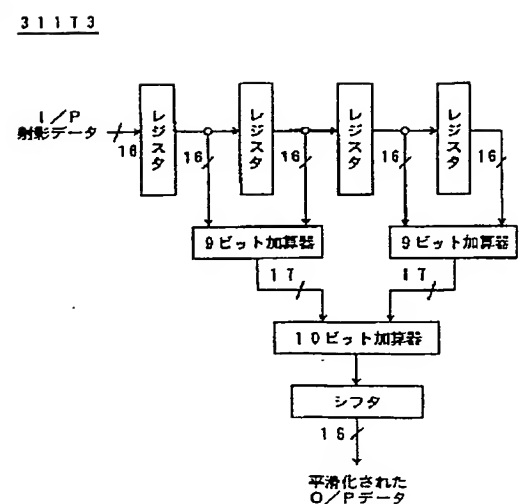 311T3
I/P
射影データ
16
レジスタ
レジスタ
レジスタ
レジスタ
16
16
16
16
9ビット加算器
9ビット加算器
17
17
10ビット加算器
シフタ
16
平滑化された
O/Pデータ